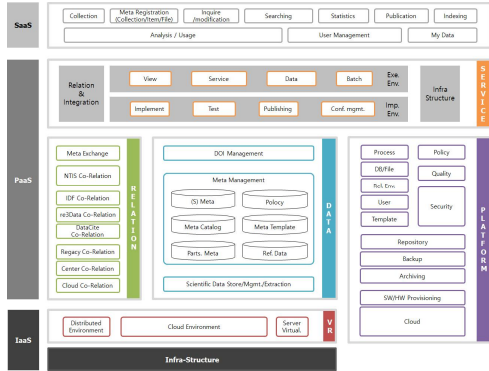 SaaS
Collection
Meta Registration
(Collection/Item/File)
Inquire
/modification
Searching
Statistics
Publication
Indexing
Analysis / Usage
User Management
My Data
PaaS
Relation
&
Integration
View
Service
Data
Batch
Exe.
Env.
Implement
Test
Publishing
Conf. mgmt.
Imp.
Env.
Infra
Structure
SERVICE
Meta Exchange
NTIS Co-Relation
IDF Co-Relation
re3Data Co-Relation
DataCite
Co-Relation
Regacy Co-Relation
Center Co-Relation
Cloud Co-Relation
RELATION
DOI Management
Meta Management
(S) Meta
Polocy
Meta Catalog
Meta Template
Parts. Meta
Ref. Data
Scientific Data Store/Mgmt./Extraction
DATA
Process
Policy
DB/File
Quality
Rel. Env.
User
Security
Template
Repository
Backup
Archiving
SW/HW Provisioning
Cloud
PLATFORM
IaaS
Distributed
Environment
Cloud Environment
Server
Virtual.
VR
Infra-Structure